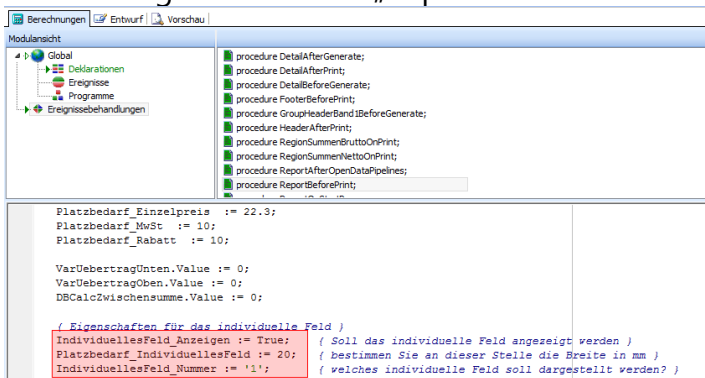 Berechnungen Entwurf Vorschau
Modulansicht
Global
Deklarationen
Ereignisse
Programme
Ereignissebehandlungen
procedure DetailAfterGenerate;
procedure DetailAfterPrint;
procedure DetailBeforeGenerate;
procedure FooterBeforePrint;
procedure GroupHeaderBand1BeforeGenerate;
procedure HeaderAfterPrint;
procedure RegionSummenBruttoOnPrint;
procedure RegionSummenNettoOnPrint;
procedure ReportAfterOpenDataPipelines;
procedure ReportBeforePrint;
Platzbedarf_Einzelpreis := 22.3;
Platzbedarf_MwSt := 10;
Platzbedarf_Rabatt := 10;
VarUebertragUnten.Value := 0;
VarUebertragOben.Value := 0;
DBCalcZwischensumme.Value := 0;
{ Eigenschaften für das individuelle Feld }
IndividuellesFeld_Anzeigen := True; { Soll das individuelle Feld angezeigt werden }
Platzbedarf_IndividuellesFeld := 20; { bestimmen Sie an dieser Stelle die Breite in mm }
IndividuellesFeld_Nummer := '1'; { welches individuelle Feld soll dargestellt werden? }